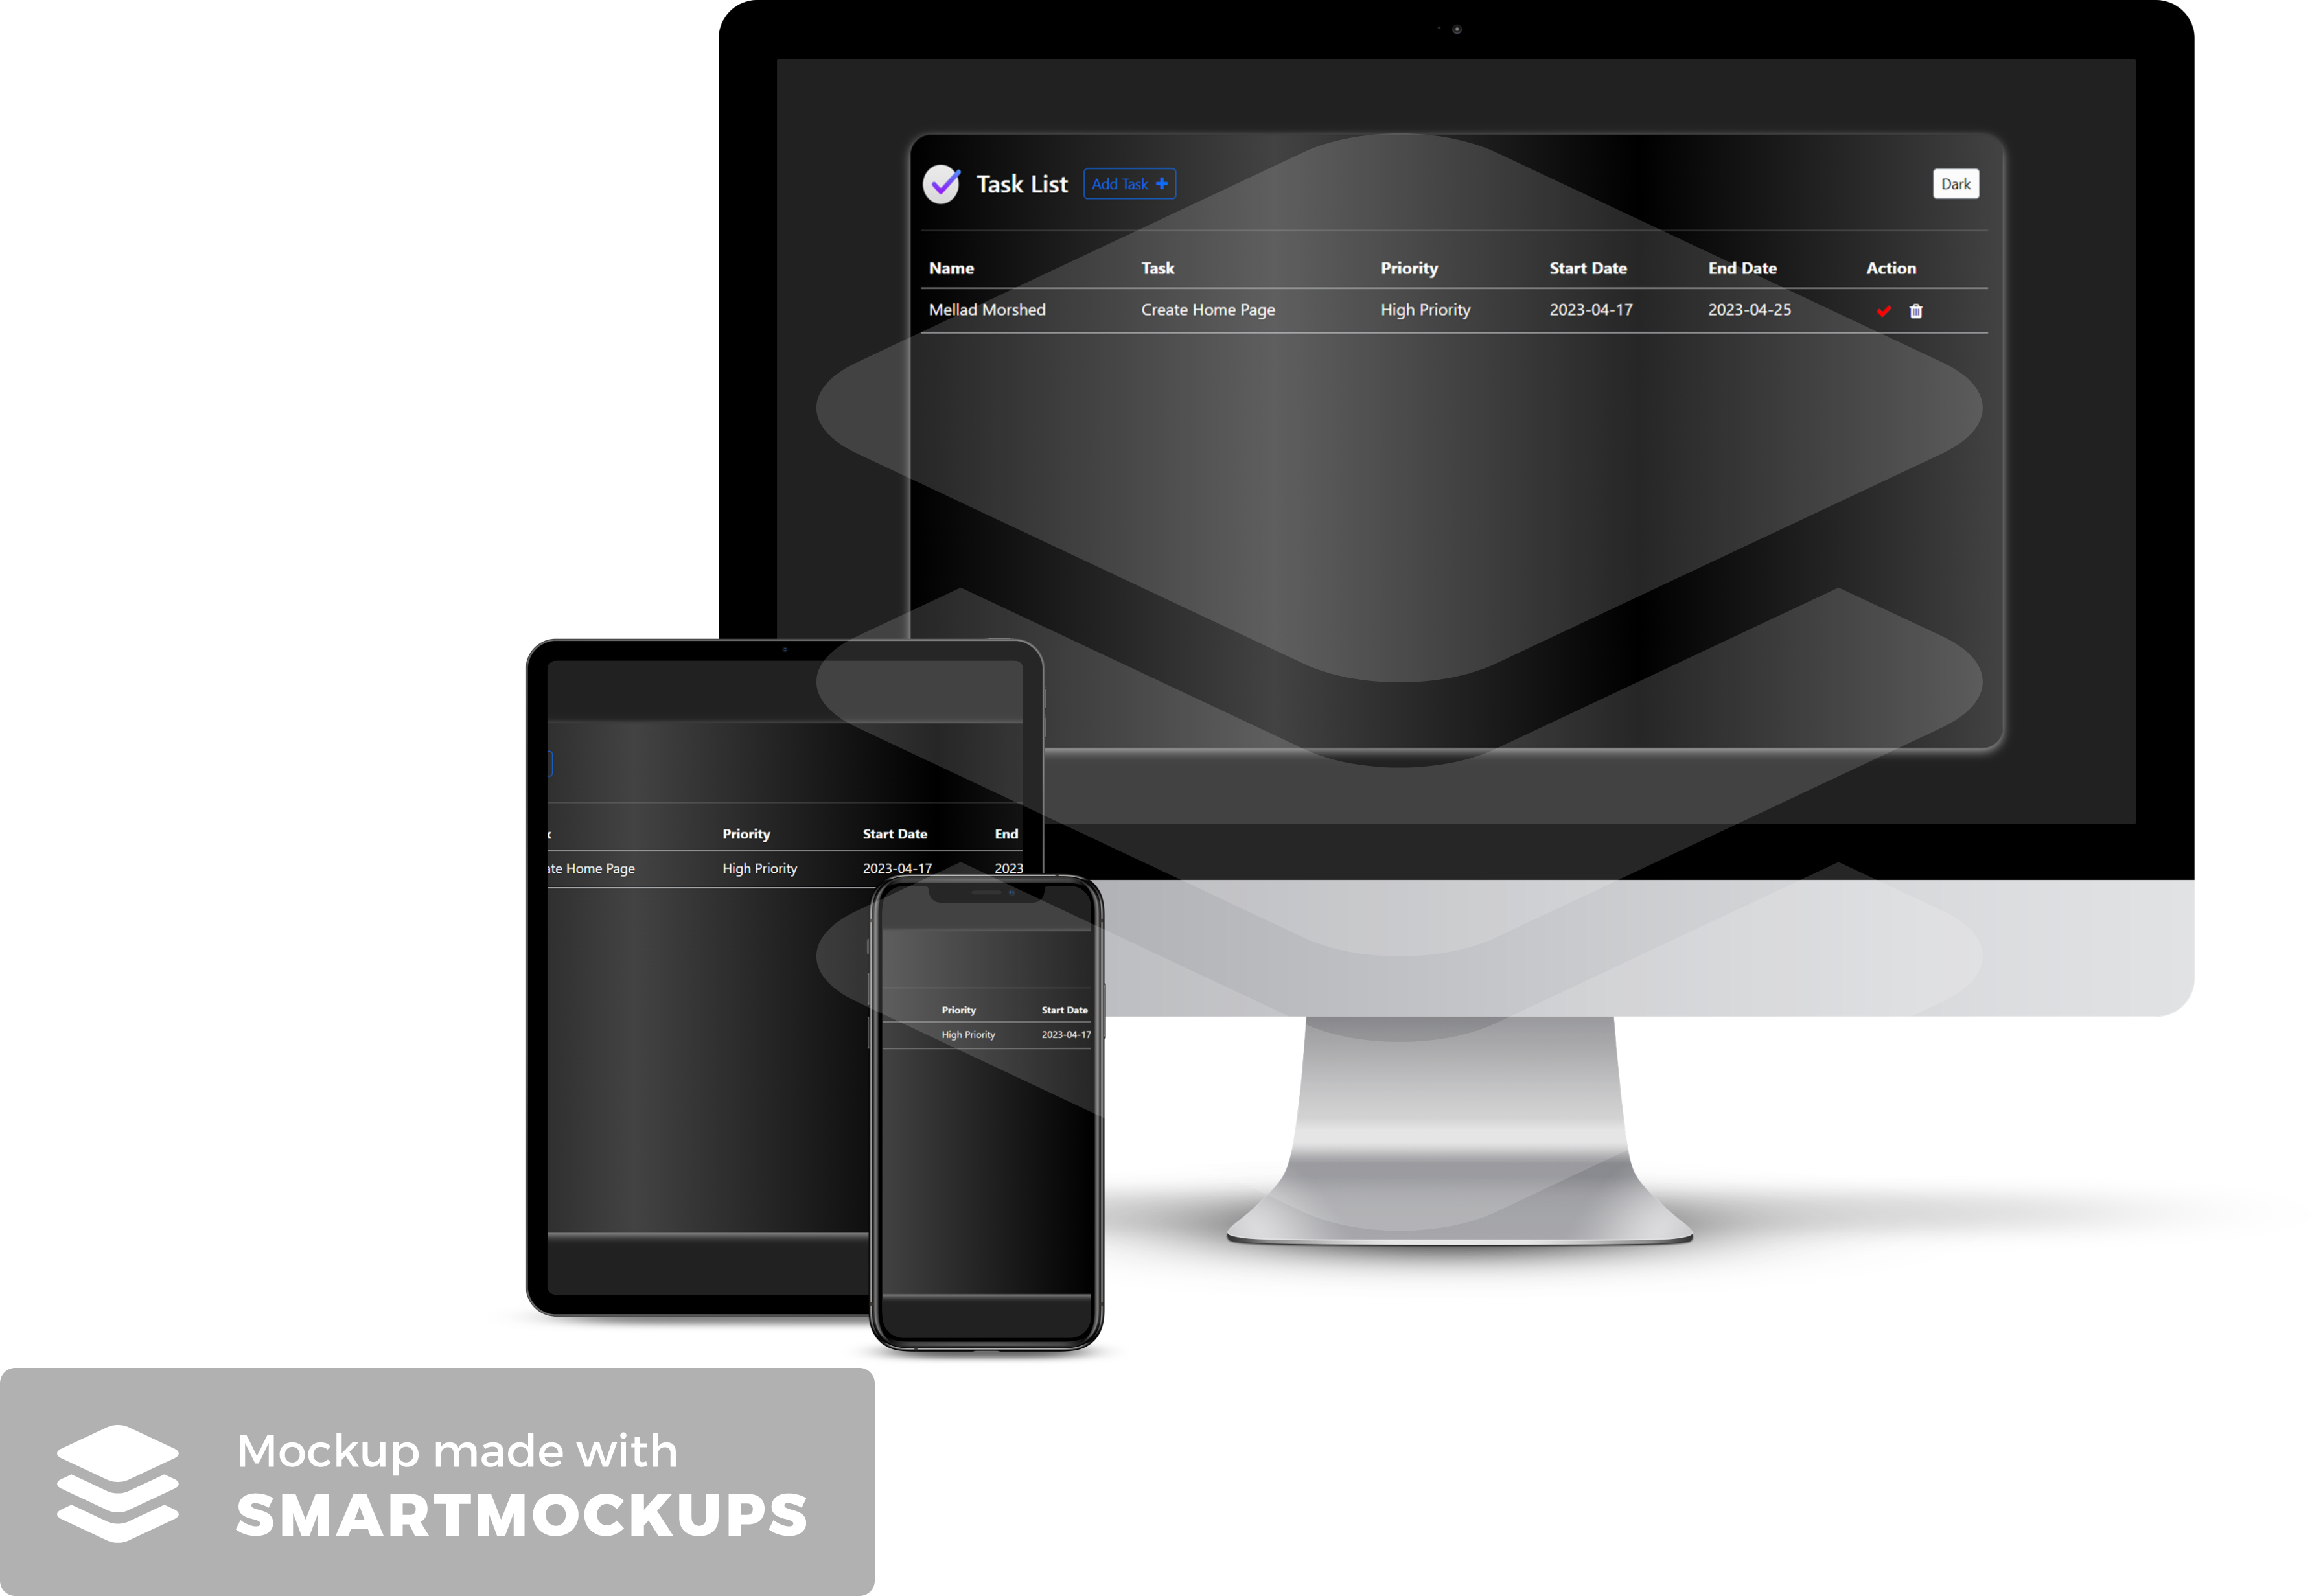 Task List Add Task Dark
Name Task Priority Start Date End Date Action
Mellad Morshed Create Home Page High Priority 2023-04-17 2023-04-25
k Priority Start Date End
ate Home Page High Priority 2023-04-17 2023
Priority Start Date
High Priority 2023-04-17
Mockup made with
SMARTMOCKUPS